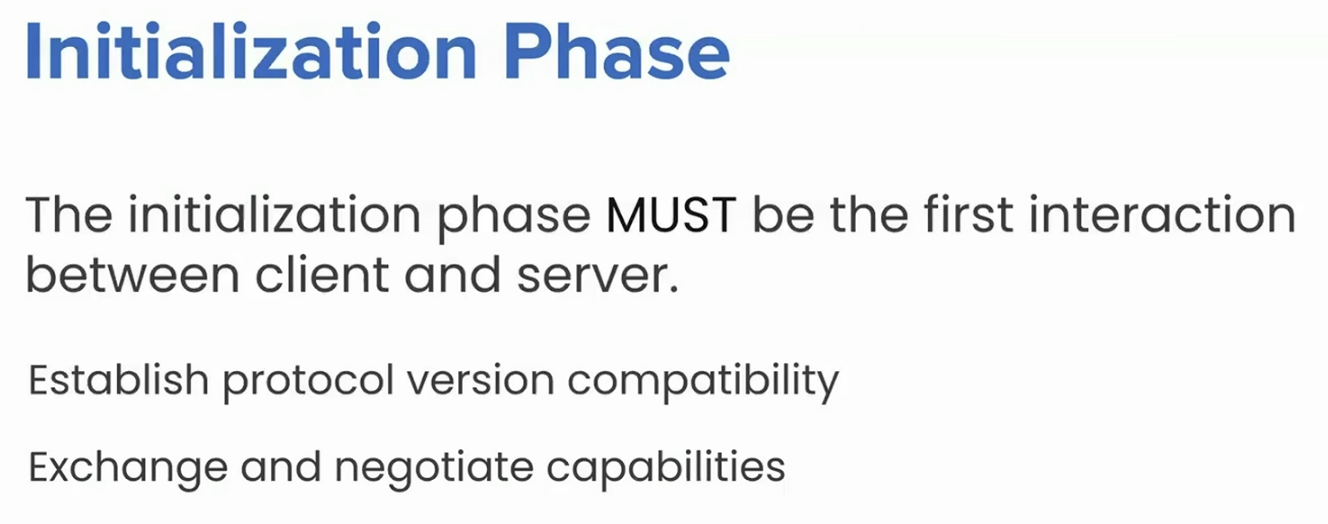 Initialization Phase
The initialization phase MUST be the first interaction
between client and server.
Establish protocol version compatibility
Exchange and negotiate capabilities